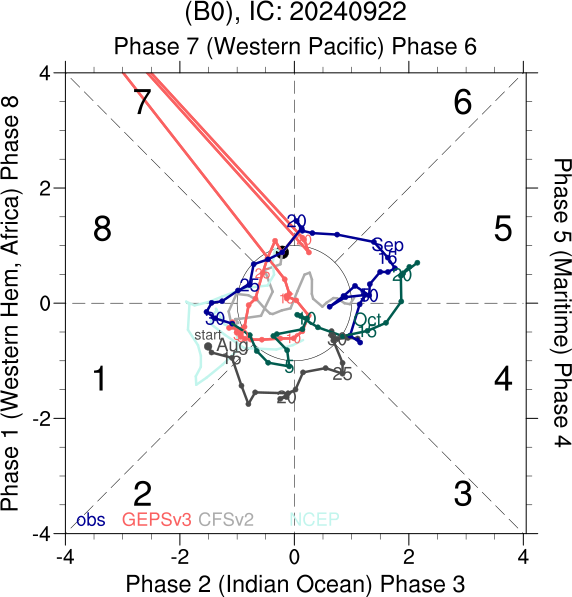 (B0), IC: 20240922
Phase 7 (Western Pacific) Phase 6
4
7
6
2
20
Sep
15
8
5
20
25
0
30
10
Oct
start
Aug
15
5
25
20
1
4
-2
2
3
obs GEPSv3 CFSv2 NCEP
-4
-4 -2 0 2 4
Phase 2 (Indian Ocean) Phase 3
Phase 1 (Western Hem, Africa) Phase 8
Phase 5 (Maritime) Phase 4